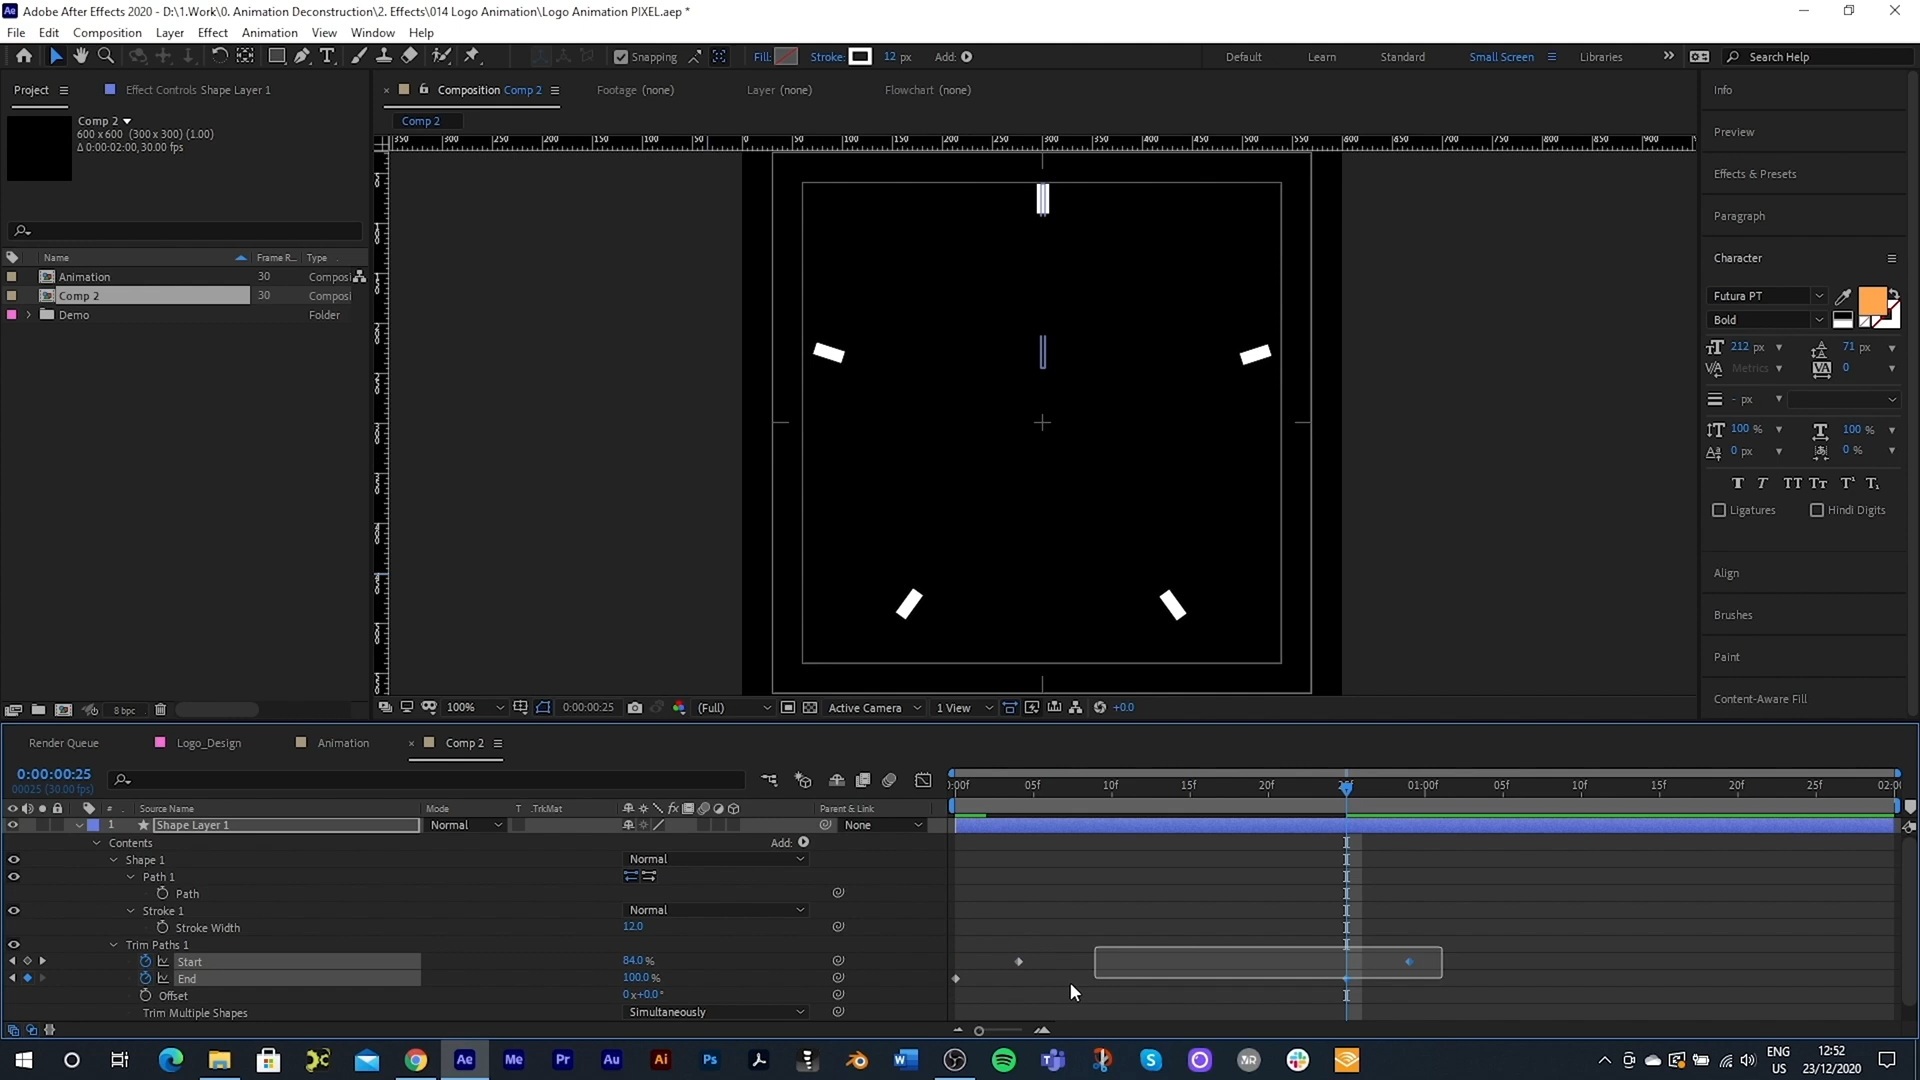 Adobe After Effects 2020 - D:\1.Work\0. Animation Deconstruction\2. Effects\014 Logo Animation\Logo Animation PIXEL.aep *
File Edit Composition Layer Effect Animation View Window Help
Snapping Fill: Stroke: 12 px Add: Default Learn Standard Small Screen Libraries Search Help
Project Effect Controls Shape Layer 1 Composition Comp 2 Footage (none) Layer (none) Flowchart (none) Info
Comp 2
600 x 600 (300 x 300) (1.00)
Δ 0:00:02:00, 30.00 fps
Comp 2
Preview
Effects & Presets
Paragraph
Name Frame R... Type
Animation 30 Composi
Comp 2 30 Composi
Demo Folder
Character
Futura PT
Bold
212 px 71 px
Metrics 0
- px
100 % 100 %
0 px 0 %
Ligatures Hindi Digits
Align
Brushes
Paint
Content-Aware Fill
8 bpc 100% 0:00:00:25 (Full) Active Camera 1 View +0.0
Render Queue Logo_Design Animation Comp 2
0:00:00:25
00025 (30.00 fps)
:00f 05f 10f 15f 20f 25f 01:00f 05f 10f 15f 20f 25f 02:00
# Source Name Mode T .TrkMat Parent & Link
1 Shape Layer 1 Normal None
Contents Add:
Shape 1 Normal
Path 1
Path
Stroke 1 Normal
Stroke Width 12.0
Trim Paths 1
Start 84.0 %
End 100.0 %
Offset 0 x+0.0°
Trim Multiple Shapes Simultaneously
ENG
US
12:52
23/12/2020